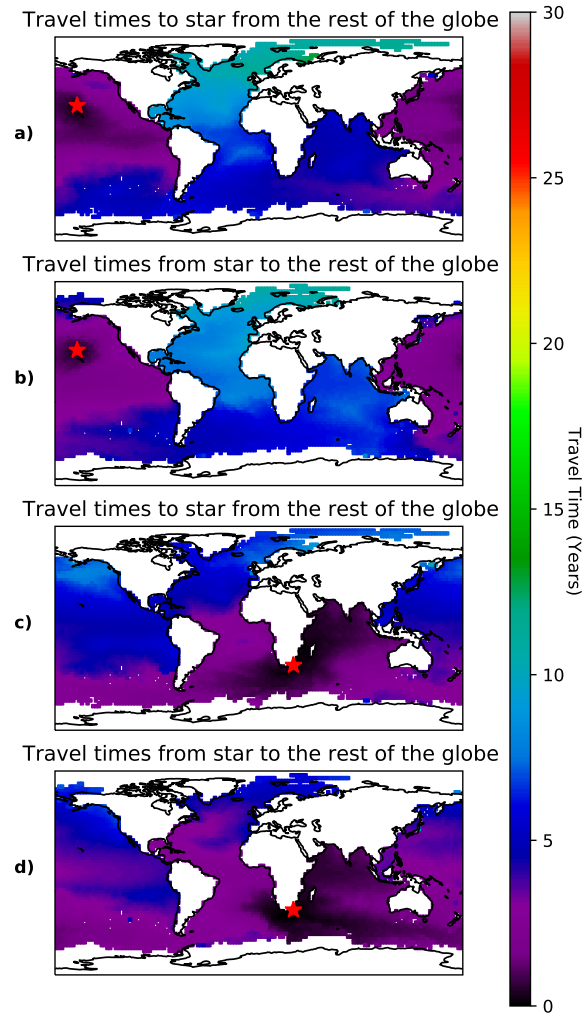 Travel times to star from the rest of the globe
a)
Travel times from star to the rest of the globe
b)
Travel times to star from the rest of the globe
c)
Travel times from star to the rest of the globe
d)
30
25
20
15
10
5
0
Travel Time (Years)